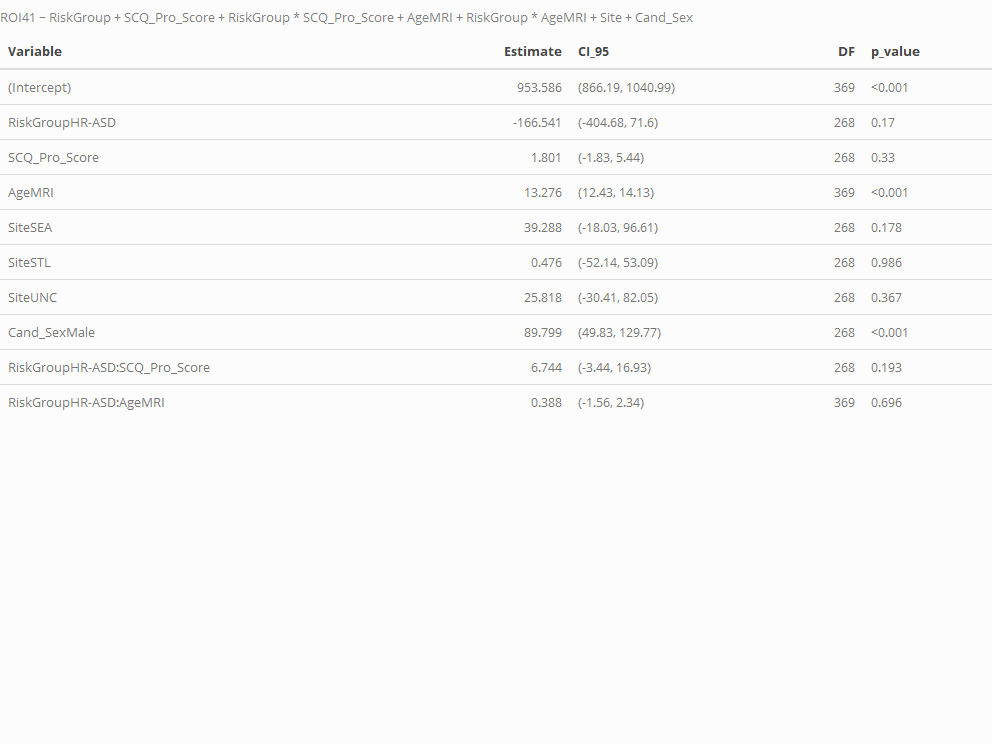 ROI41 ~ RiskGroup + SCQ_Pro_Score + RiskGroup * SCQ_Pro_Score + AgeMRI + RiskGroup * AgeMRI + Site + Cand_Sex
Variable Estimate CI_95 DF p_value
(Intercept) 953.586 (866.19, 1040.99) 369 <0.001
RiskGroupHR-ASD -166.541 (-404.68, 71.6) 268 0.17
SCQ_Pro_Score 1.801 (-1.83, 5.44) 268 0.33
AgeMRI 13.276 (12.43, 14.13) 369 <0.001
SiteSEA 39.288 (-18.03, 96.61) 268 0.178
SiteSTL 0.476 (-52.14, 53.09) 268 0.986
SiteUNC 25.818 (-30.41, 82.05) 268 0.367
Cand_SexMale 89.799 (49.83, 129.77) 268 <0.001
RiskGroupHR-ASD:SCQ_Pro_Score 6.744 (-3.44, 16.93) 268 0.193
RiskGroupHR-ASD:AgeMRI 0.388 (-1.56, 2.34) 369 0.696